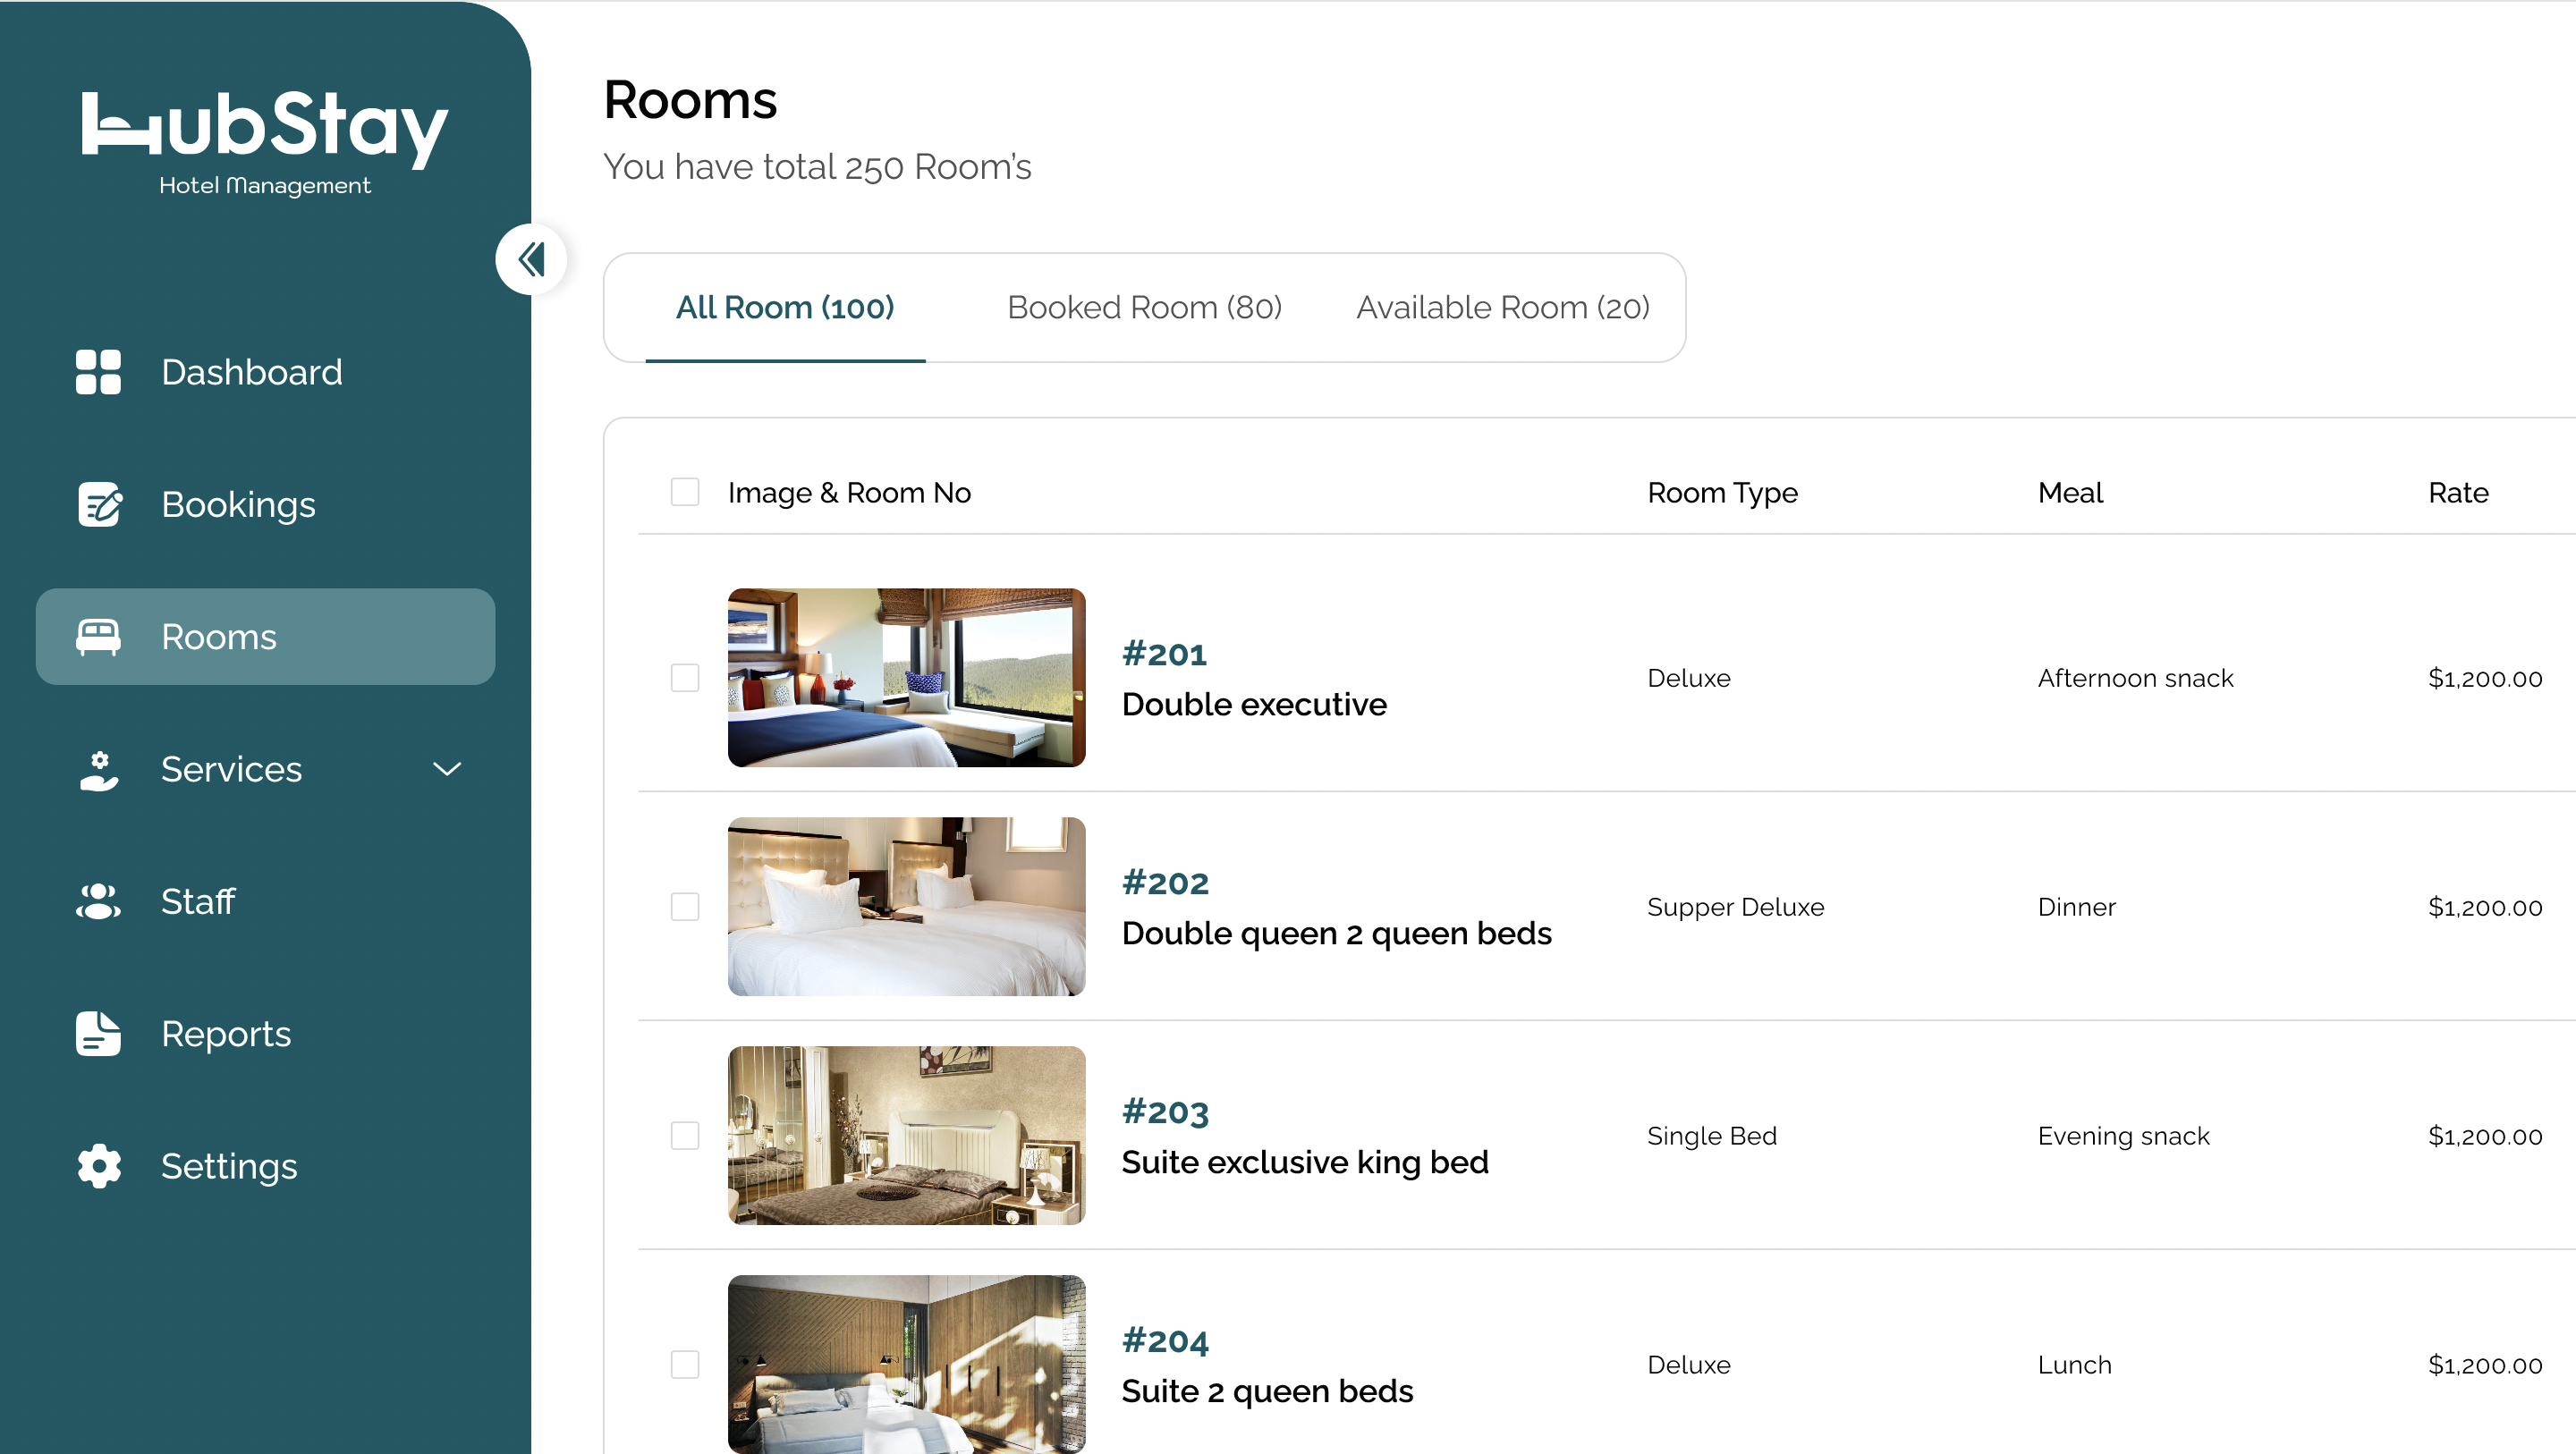 HubStay
Hotel Management
Dashboard
Bookings
Rooms
Services
Staff
Reports
Settings
Rooms
You have total 250 Room’s
All Room (100) Booked Room (80) Available Room (20)
Image & Room No Room Type Meal Rate
#201
Double executive
Deluxe Afternoon snack $1,200.00
#202
Double queen 2 queen beds
Supper Deluxe Dinner $1,200.00
#203
Suite exclusive king bed
Single Bed Evening snack $1,200.00
#204
Suite 2 queen beds
Deluxe Lunch $1,200.00